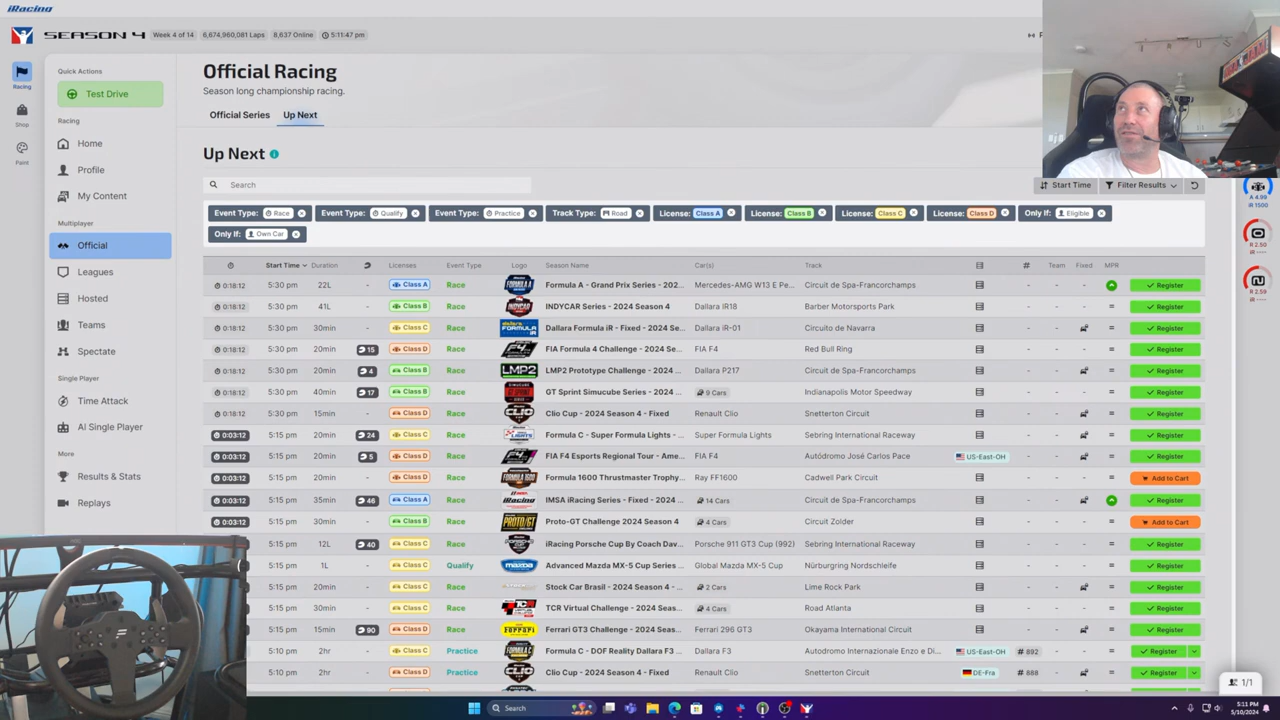 iRacing
SEASON 4 Week 4 of 14 6,674,960,081 Laps 8,637 Online 5:11:47 pm
Racing
Shop
Paint
Quick Actions
Test Drive
Racing
Home
Profile
My Content
Multiplayer
Official
Leagues
Hosted
Teams
Spectate
Single Player
Time Attack
AI Single Player
More
Results & Stats
Replays
Official Racing
Season long championship racing.
Official Series Up Next
Up Next
Search Start Time Filter Results
Event Type: Race Event Type: Qualify Event Type: Practice Track Type: Road License: Class A License: Class B License: Class C License: Class D Only If: Eligible
Only If: Own Car
A 4.99
iR 1500
R 2.50
iR ----
R 2.59
iR ----
Start Time Duration Licenses Event Type Logo Season Name Car(s) Track # Team Fixed MPR
0:18:12 5:30 pm 22L - Class A Race Formula A - Grand Prix Series - 202... Mercedes-AMG W13 E Pe... Circuit de Spa-Francorchamps - - - Register
0:18:12 5:30 pm 41L - Class B Race INDYCAR Series - 2024 Season 4 Dallara IR18 Barber Motorsports Park - - - = Register
0:18:12 5:30 pm 30min - Class C Race Dallara Formula iR - Fixed - 2024 Se... Dallara iR-01 Circuito de Navarra - - = Register
0:18:12 5:30 pm 20min 15 Class D Race FIA Formula 4 Challenge - 2024 Se... FIA F4 Red Bull Ring - - = Register
0:18:12 5:30 pm 20min 4 Class B Race LMP2 Prototype Challenge - 2024 ... Dallara P217 Circuit de Spa-Francorchamps - - = Register
0:18:12 5:30 pm 40min 17 Class B Race GT Sprint Simucube Series - 2024 ... 9 Cars Indianapolis Motor Speedway - - - = Register
0:18:12 5:30 pm 15min - Class D Race Clio Cup - 2024 Season 4 - Fixed Renault Clio Snetterton Circuit - - = Register
0:03:12 5:15 pm 20min 24 Class C Race Formula C - Super Formula Lights - ... Super Formula Lights Sebring International Raceway - - = Register
0:03:12 5:15 pm 20min 5 Class D Race FIA F4 Esports Regional Tour - Ame... FIA F4 Autódromo José Carlos Pace US-East-OH - - = Register
0:03:12 5:15 pm 20min - Class D Race Formula 1600 Thrustmaster Trophy... Ray FF1600 Cadwell Park Circuit - - - = Add to Cart
0:03:12 5:15 pm 35min 46 Class A Race IMSA iRacing Series - Fixed - 2024 ... 14 Cars Circuit de Spa-Francorchamps - - Register
0:03:12 5:15 pm 30min - Class B Race Proto-GT Challenge 2024 Season 4 4 Cars Circuit Zolder - - - = Add to Cart
5:15 pm 12L 40 Class C Race iRacing Porsche Cup By Coach Dav... Porsche 911 GT3 Cup (992) Sebring International Raceway - - - = Register
5:15 pm 1L - Class C Qualify Advanced Mazda MX-5 Cup Series ... Global Mazda MX-5 Cup Nürburgring Nordschleife - - - = Register
5:15 pm 20min - Class C Race Stock Car Brasil - 2024 Season 4 - ... 2 Cars Lime Rock Park - - = Register
5:15 pm 30min - Class C Race TCR Virtual Challenge - 2024 Seaso... 4 Cars Road Atlanta - - = Register
5:15 pm 15min 90 Class D Race Ferrari GT3 Challenge - 2024 Seaso... Ferrari 296 GT3 Okayama International Circuit - - = Register
5:10 pm 2hr - Class C Practice Formula C - DOF Reality Dallara F3 ... Dallara F3 Autodromo Internazionale Enzo e Di... US-East-OH # 892 - - = Register
2hr - Class D Practice Clio Cup - 2024 Season 4 - Fixed Renault Clio Snetterton Circuit DE-Fra # 888 - = Register
1/1
Search
5:11 PM
5/10/2024